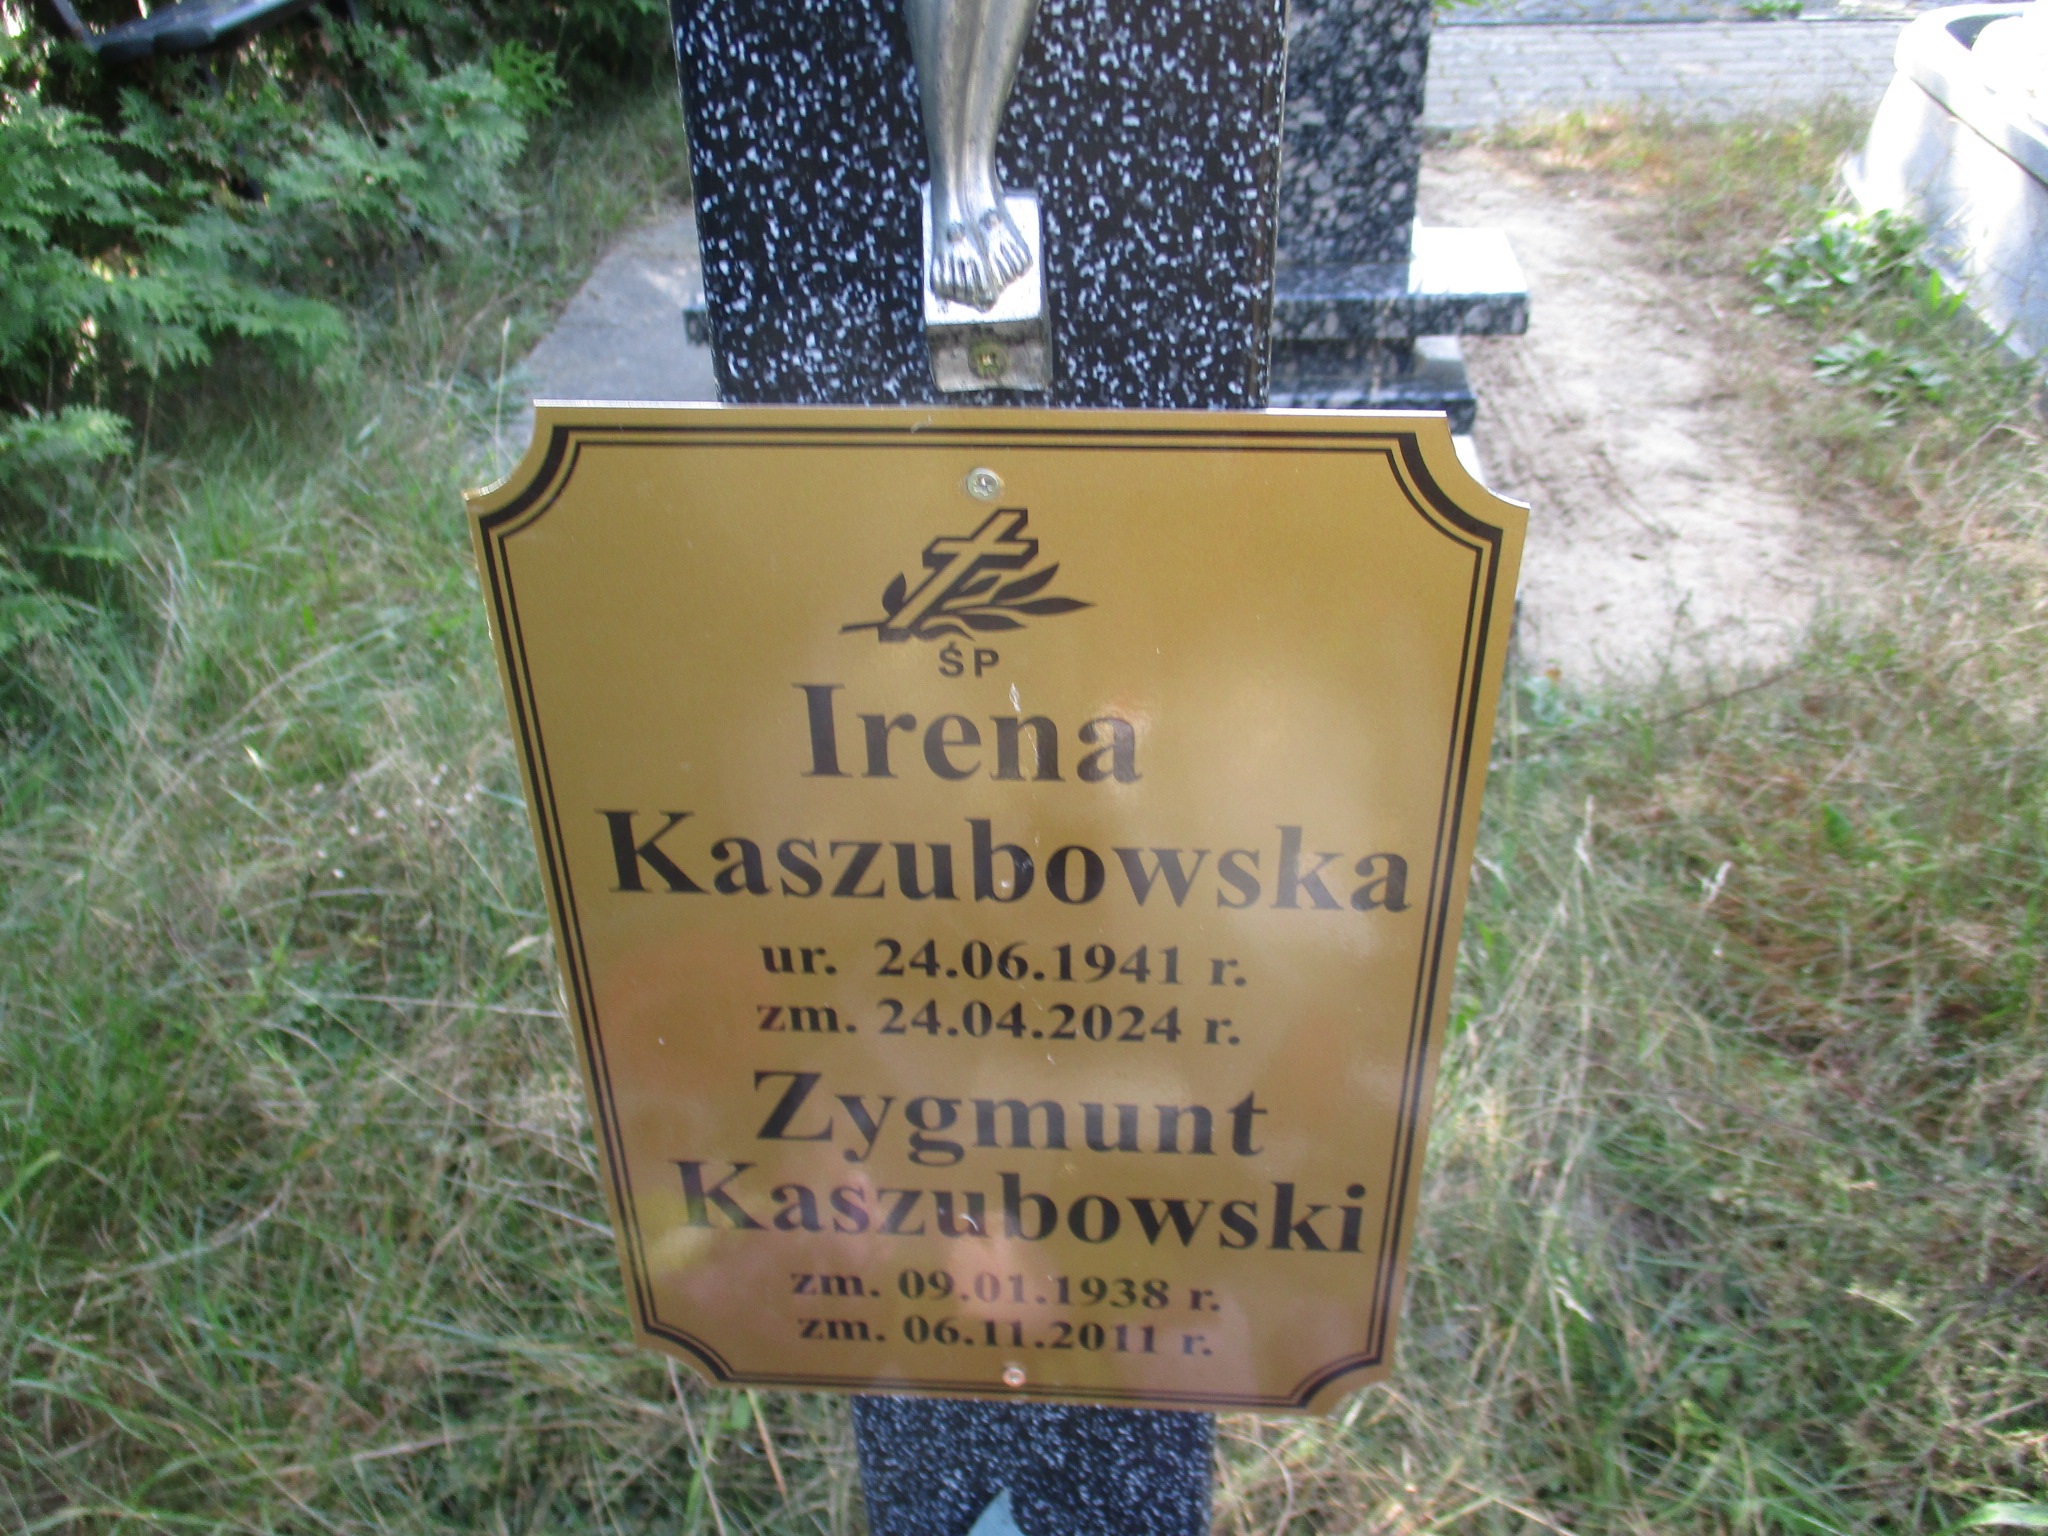 ŚP
Irena
Kaszubowska
ur. 24.06.1941 r.
zm. 24.04.2024 r.
Zygmunt
Kaszubowski
zm. 09.01.1938 r.
zm. 06.11.2011 r.